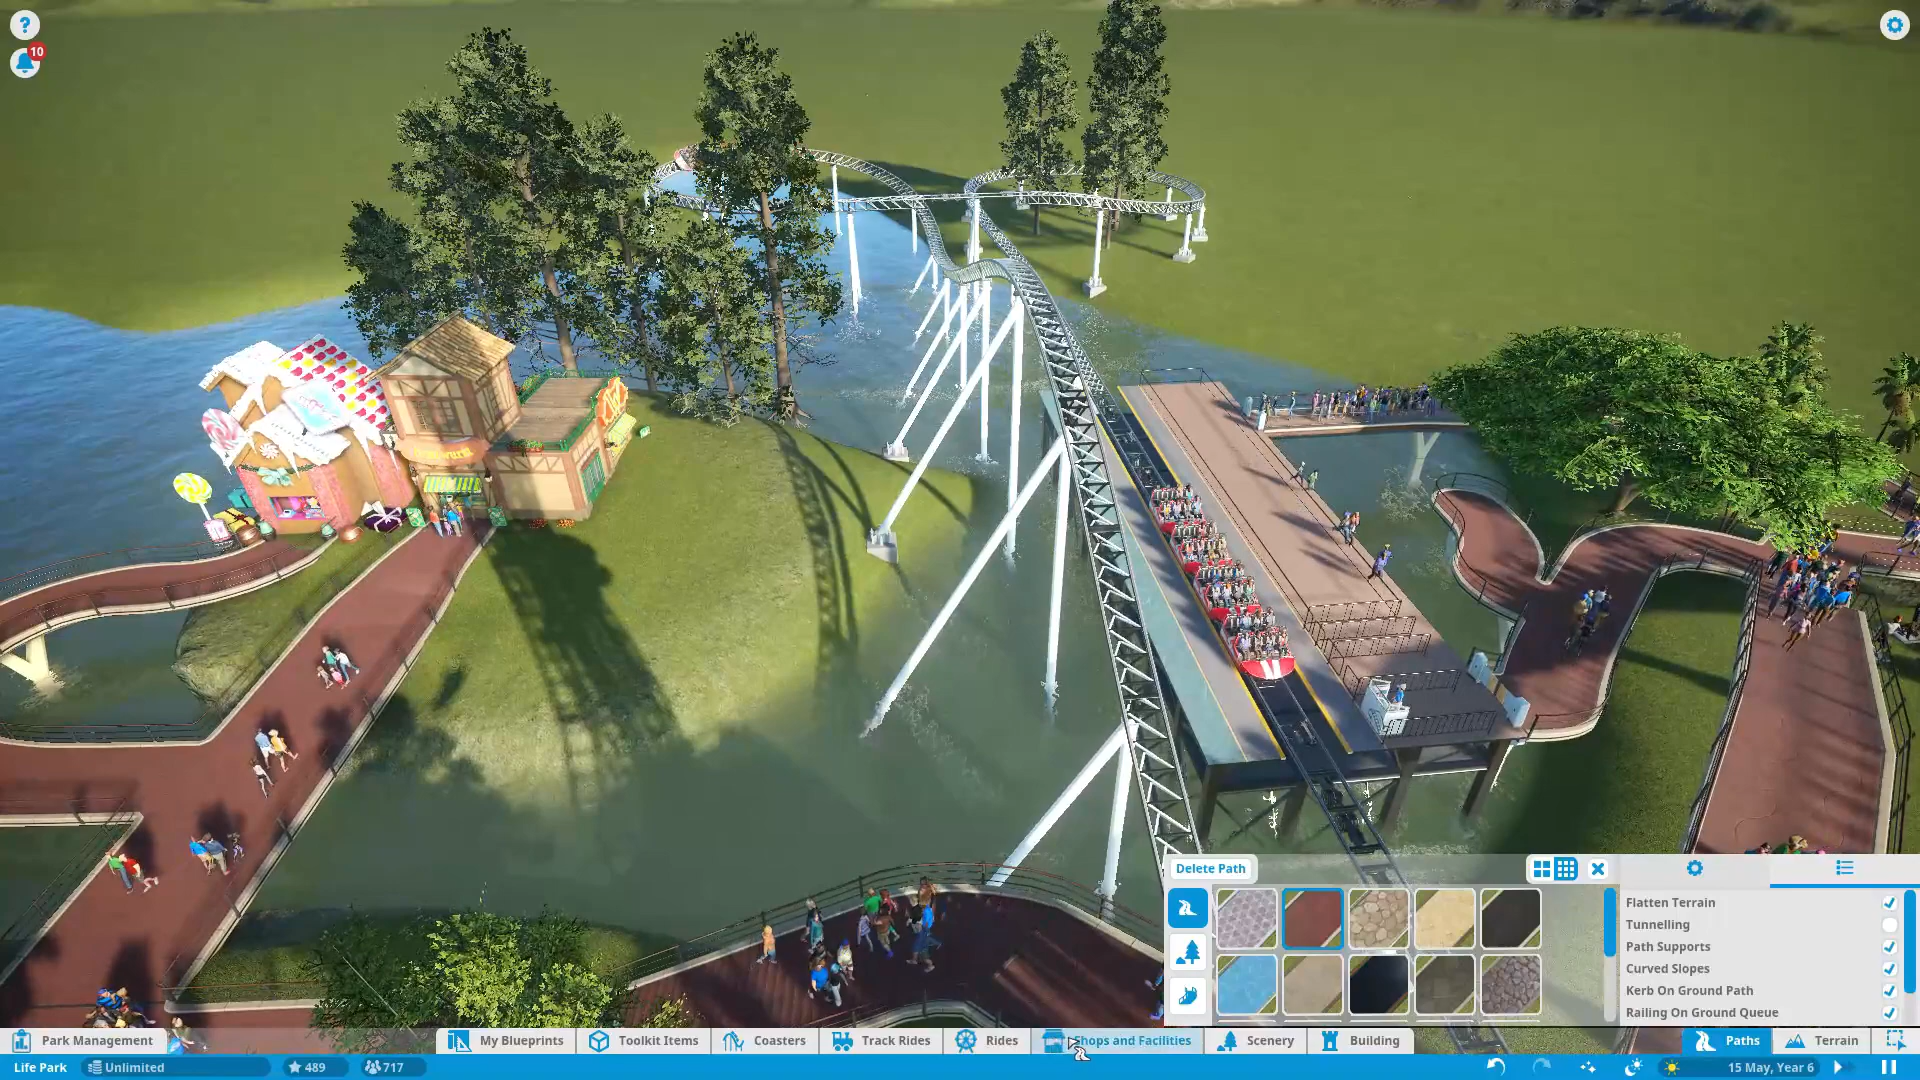 ?
10
Delete Path
Flatten Terrain
Tunnelling
Path Supports
Curved Slopes
Kerb On Ground Path
Railing On Ground Queue
Park Management
My Blueprints
Toolkit Items
Coasters
Track Rides
Rides
Shops and Facilities
Scenery
Building
Paths
Terrain
Life Park
Unlimited
489
717
15 May, Year 6